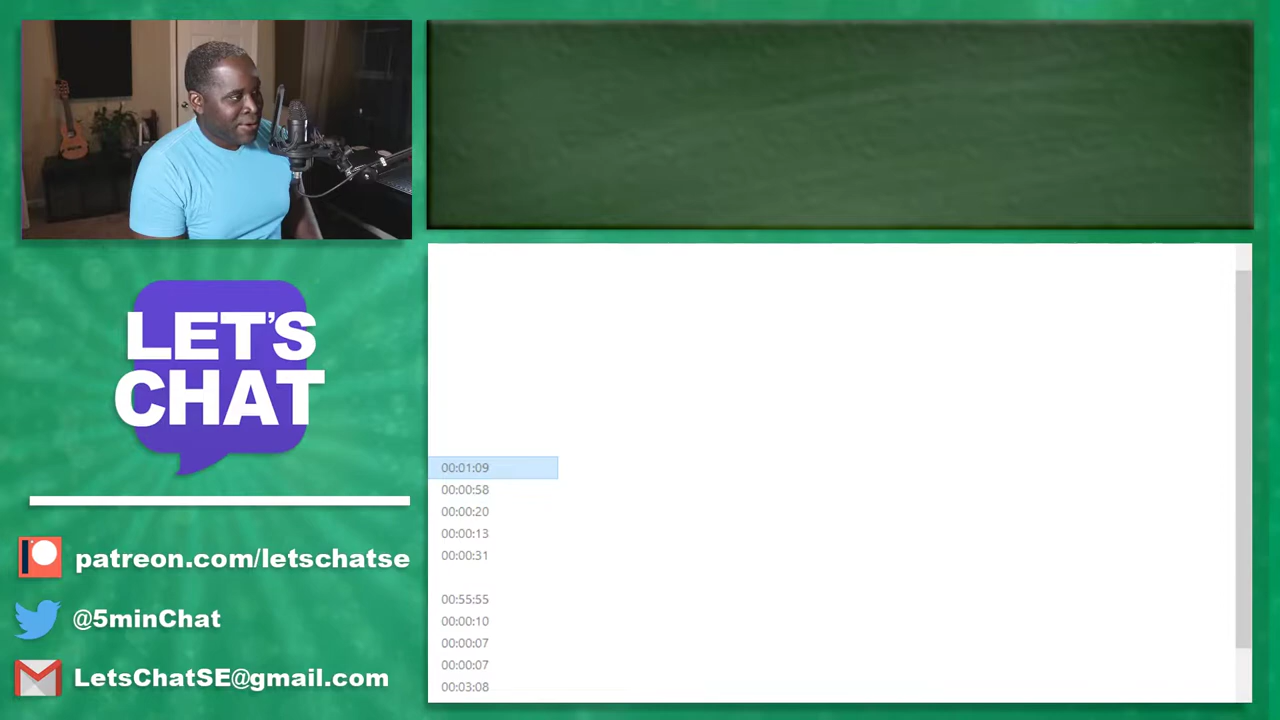 LET'S
CHAT
patreon.com/letschatse
@5minChat
LetsChatSE@gmail.com
00:01:09
00:00:58
00:00:20
00:00:13
00:00:31
00:55:55
00:00:10
00:00:07
00:00:07
00:03:08